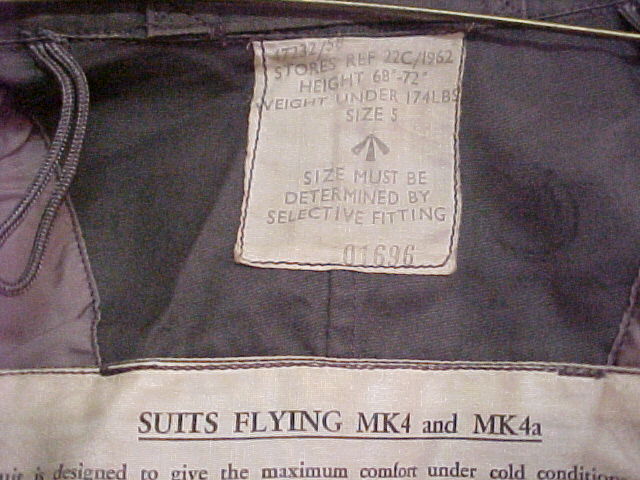 STORES REF 22C/1962
HEIGHT 68"-72"
WEIGHT UNDER 174LBS
SIZE 5
SIZE MUST BE
DETERMINED BY
SELECTIVE FITTING
01696
SUITS FLYING MK4 and MK4a
is designed to give the maximum comfort under cold